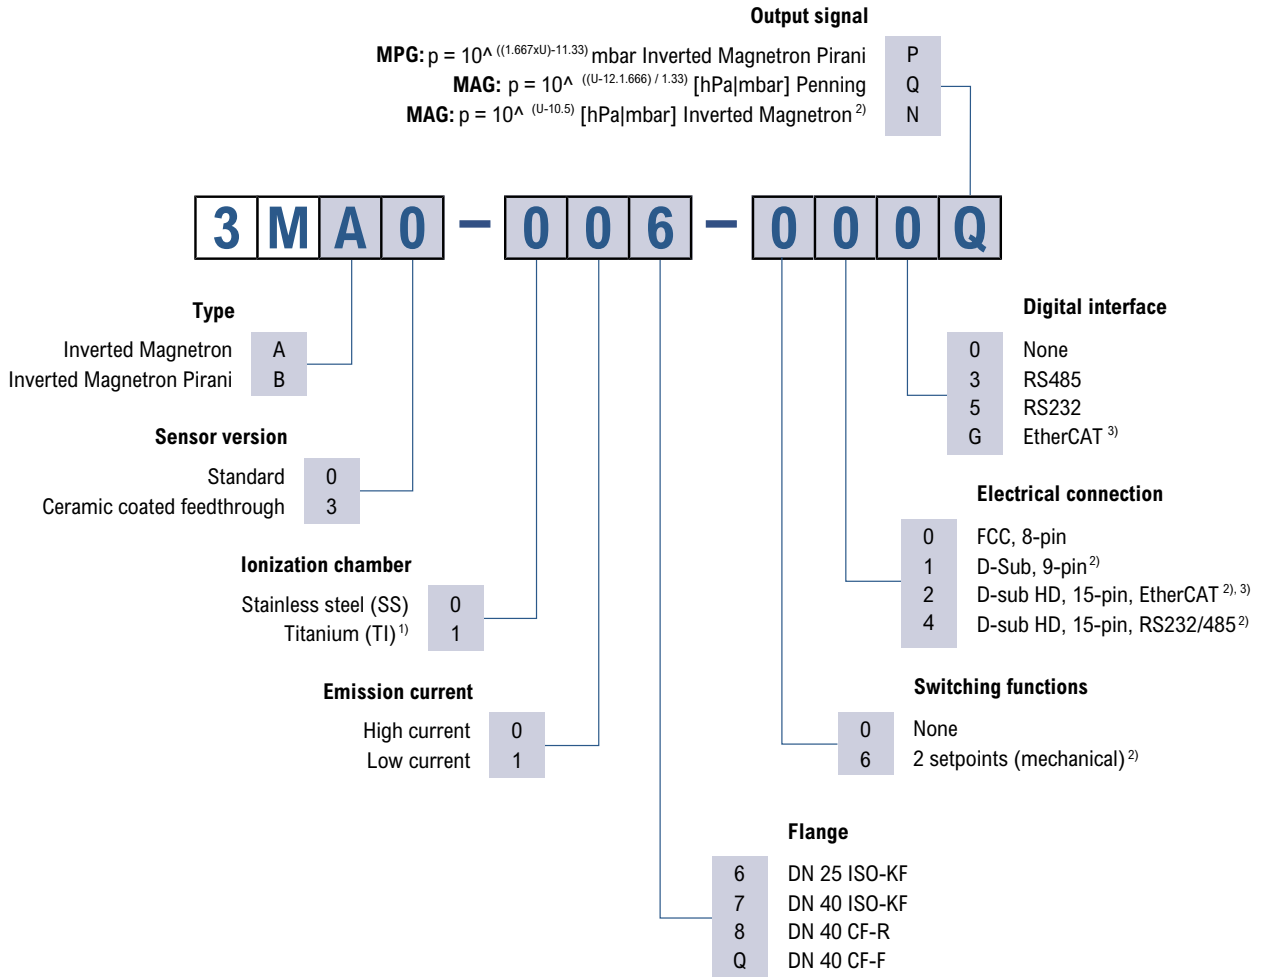 Output signal
MPG: p = 10^ ((1.667xU)-11.33) mbar Inverted Magnetron Pirani P
MAG: p = 10^ ((U-12.1.666) / 1.33) [hPa|mbar] Penning Q
MAG: p = 10^ (U-10.5) [hPa|mbar] Inverted Magnetron 2) N
3 M A 0 – 0 0 6 – 0 0 0 Q
Type
Inverted Magnetron A
Inverted Magnetron Pirani B
Sensor version
Standard 0
Ceramic coated feedthrough 3
Ionization chamber
Stainless steel (SS) 0
Titanium (TI) 1) 1
Emission current
High current 0
Low current 1
Digital interface
0 None
3 RS485
5 RS232
G EtherCAT 3)
Electrical connection
0 FCC, 8-pin
1 D-Sub, 9-pin 2)
2 D-sub HD, 15-pin, EtherCAT 2), 3)
4 D-sub HD, 15-pin, RS232/485 2)
Switching functions
0 None
6 2 setpoints (mechanical) 2)
Flange
6 DN 25 ISO-KF
7 DN 40 ISO-KF
8 DN 40 CF-R
Q DN 40 CF-F